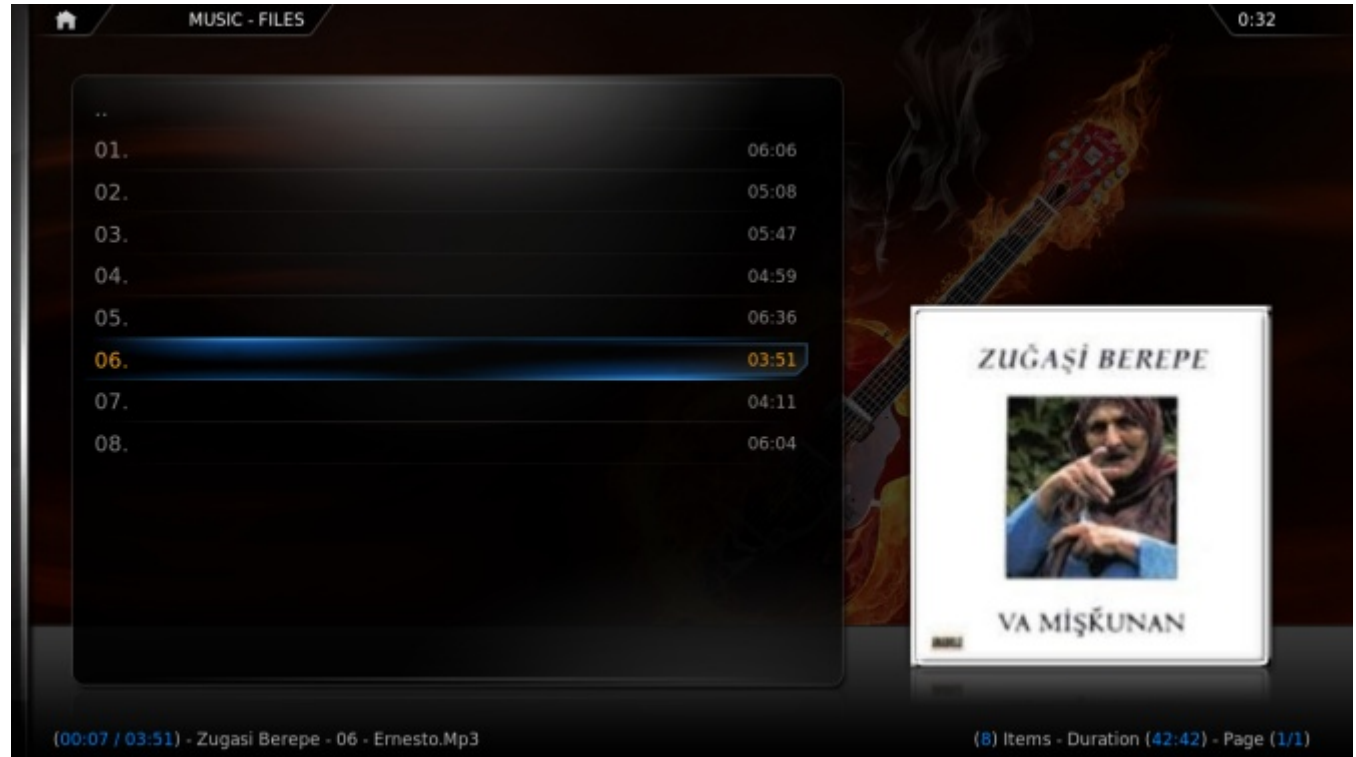 MUSIC - FILES
0:32
..
01. 06:06
02. 05:08
03. 05:47
04. 04:59
05. 06:36
06. 03:51
07. 04:11
08. 06:04
ZUĞAŞİ BEREPE
VA MİŞǨUNAN
(00:07 / 03:51) - Zugasi Berepe - 06 - Ernesto.Mp3
(8) Items - Duration (42:42) - Page (1/1)